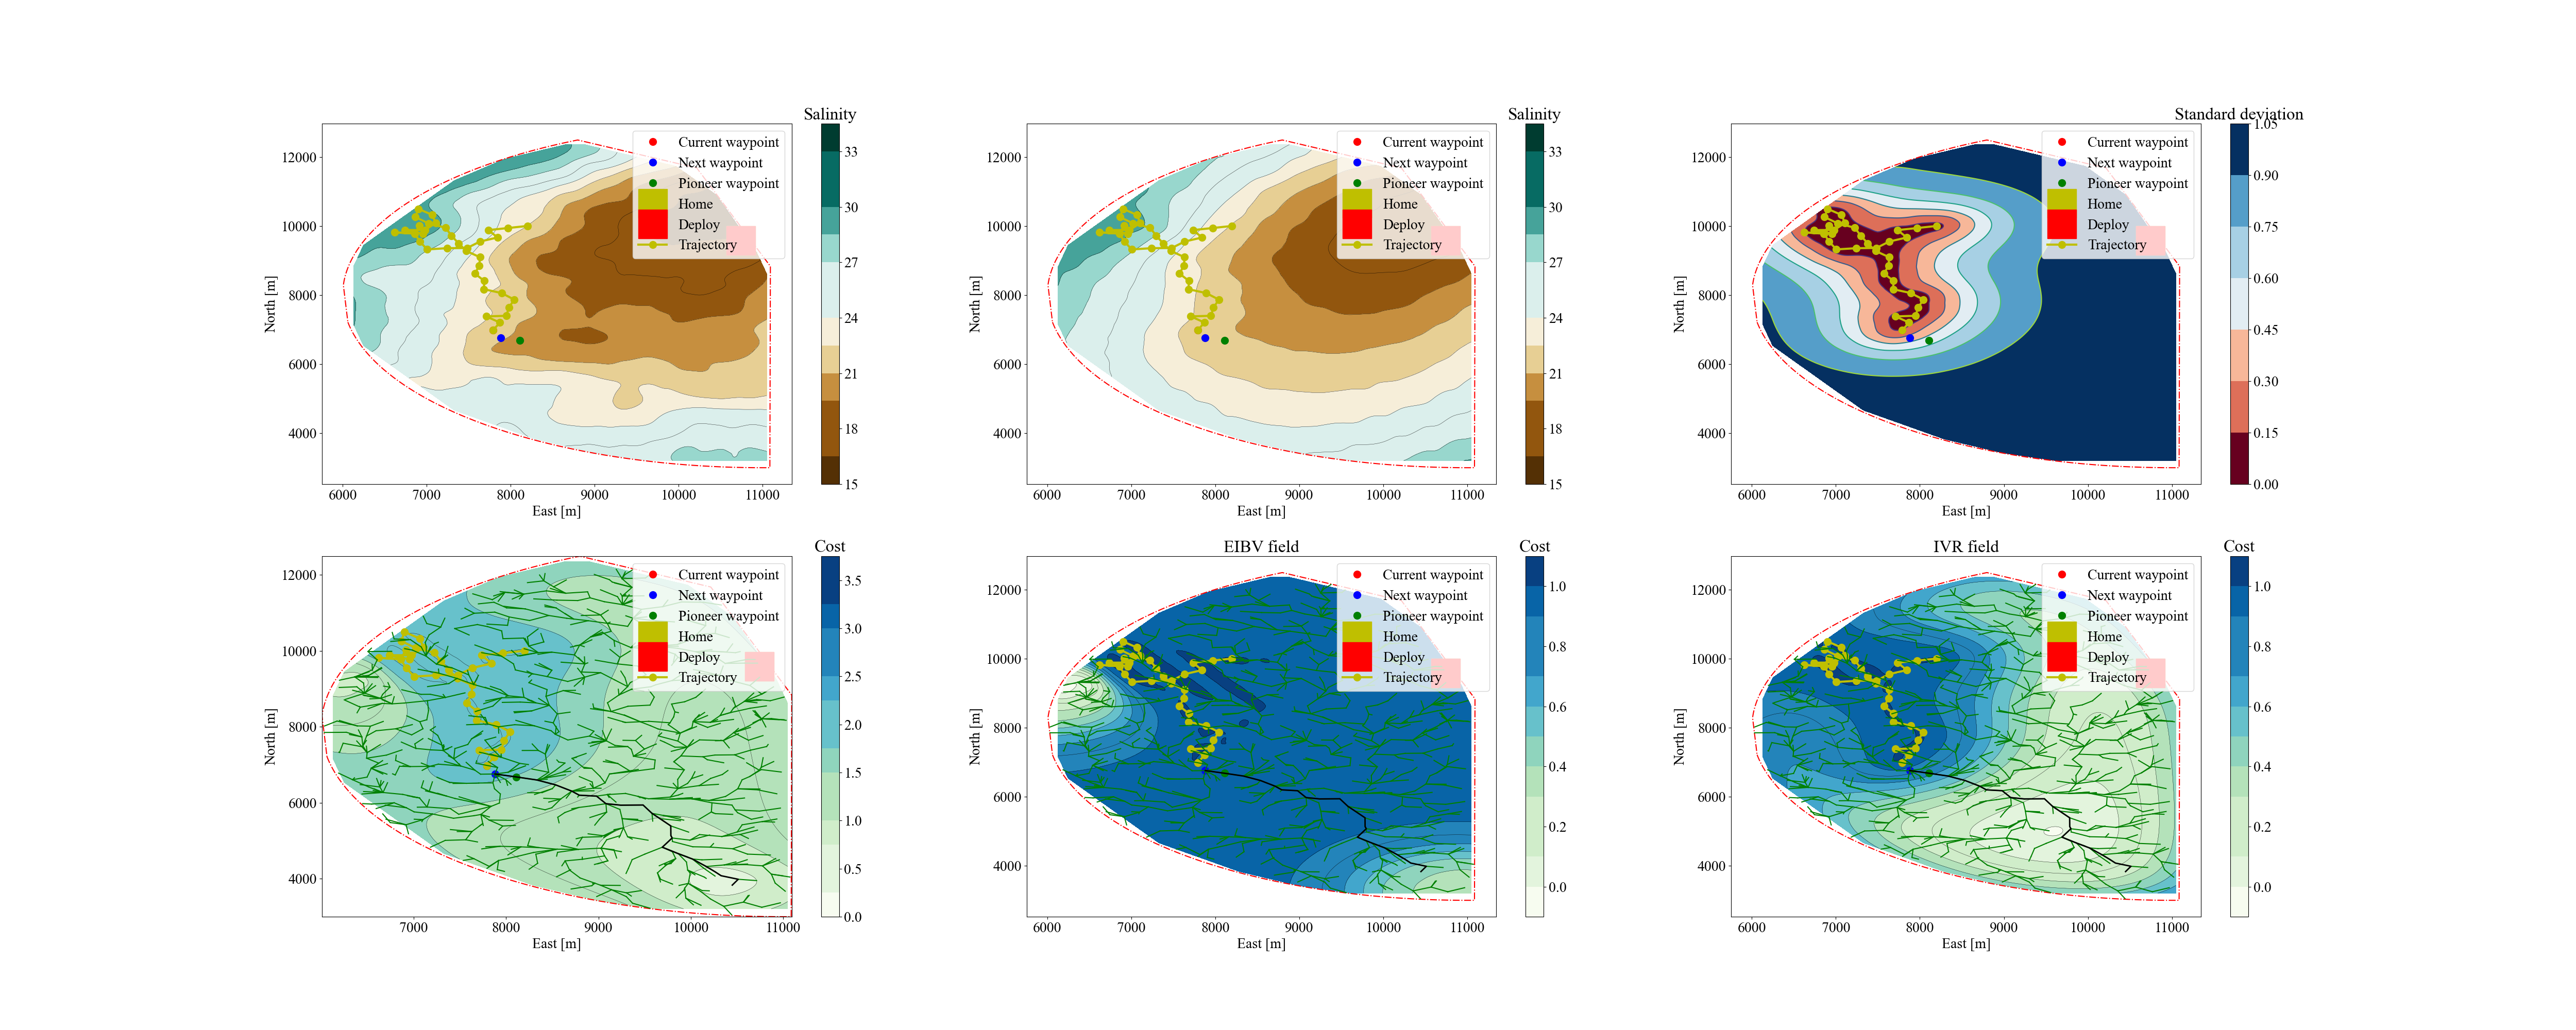 Salinity
Current waypoint
Next waypoint
Pioneer waypoint
Home
Deploy
Trajectory
12000
10000
8000
6000
4000
North [m]
6000 7000 8000 9000 10000 11000
East [m]
33
30
27
24
21
18
15
Salinity
Current waypoint
Next waypoint
Pioneer waypoint
Home
Deploy
Trajectory
12000
10000
8000
6000
4000
North [m]
6000 7000 8000 9000 10000 11000
East [m]
33
30
27
24
21
18
15
Standard deviation
Current waypoint
Next waypoint
Pioneer waypoint
Home
Deploy
Trajectory
12000
10000
8000
6000
4000
North [m]
6000 7000 8000 9000 10000 11000
East [m]
1.05
0.90
0.75
0.60
0.45
0.30
0.15
0.00
Cost
Current waypoint
Next waypoint
Pioneer waypoint
Home
Deploy
Trajectory
12000
10000
8000
6000
4000
North [m]
7000 8000 9000 10000 11000
East [m]
3.5
3.0
2.5
2.0
1.5
1.0
0.5
0.0
EIBV field
Cost
Current waypoint
Next waypoint
Pioneer waypoint
Home
Deploy
Trajectory
12000
10000
8000
6000
4000
North [m]
6000 7000 8000 9000 10000 11000
East [m]
1.0
0.8
0.6
0.4
0.2
0.0
IVR field
Cost
Current waypoint
Next waypoint
Pioneer waypoint
Home
Deploy
Trajectory
12000
10000
8000
6000
4000
North [m]
6000 7000 8000 9000 10000 11000
East [m]
1.0
0.8
0.6
0.4
0.2
0.0